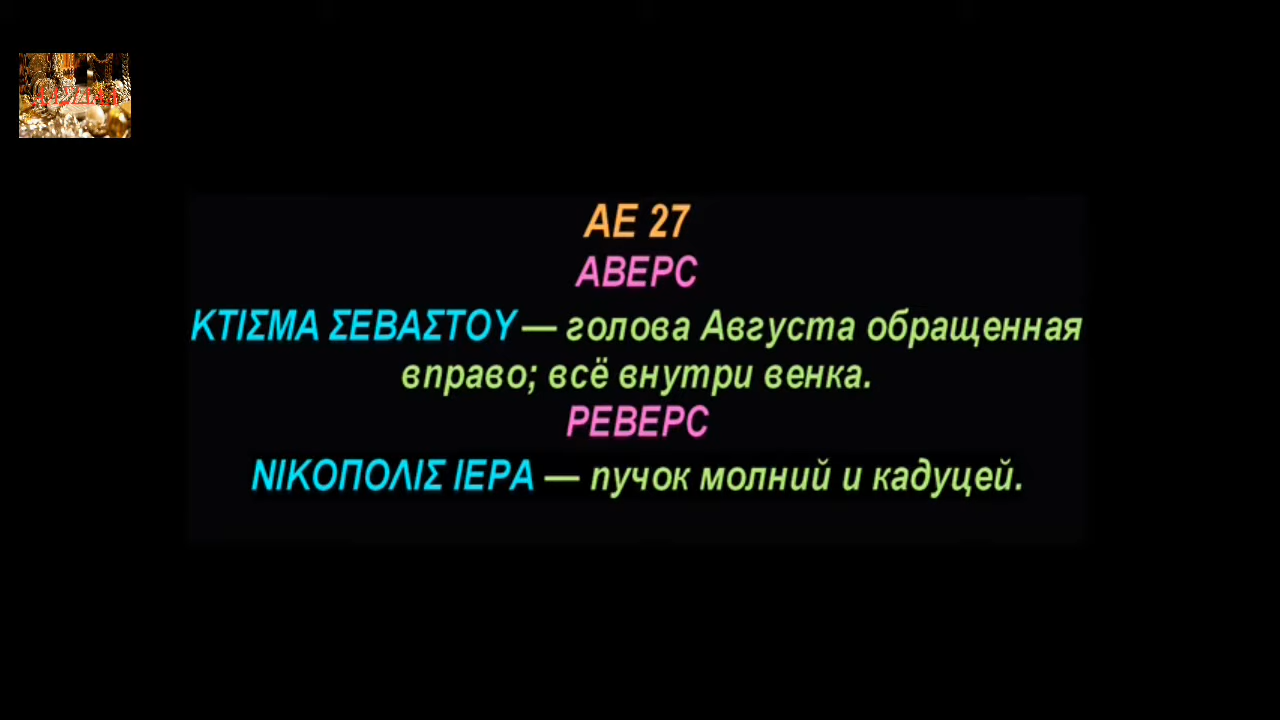 AE 27
АВЕРС
ΚΤΙΣΜΑ ΣΕΒΑΣΤΟΥ — голова Августа обращенная
вправо; всё внутри венка.
РЕВЕРС
ΝΙΚΟΠΟΛΙΣ ΙΕΡΑ — пучок молний и кадуцей.